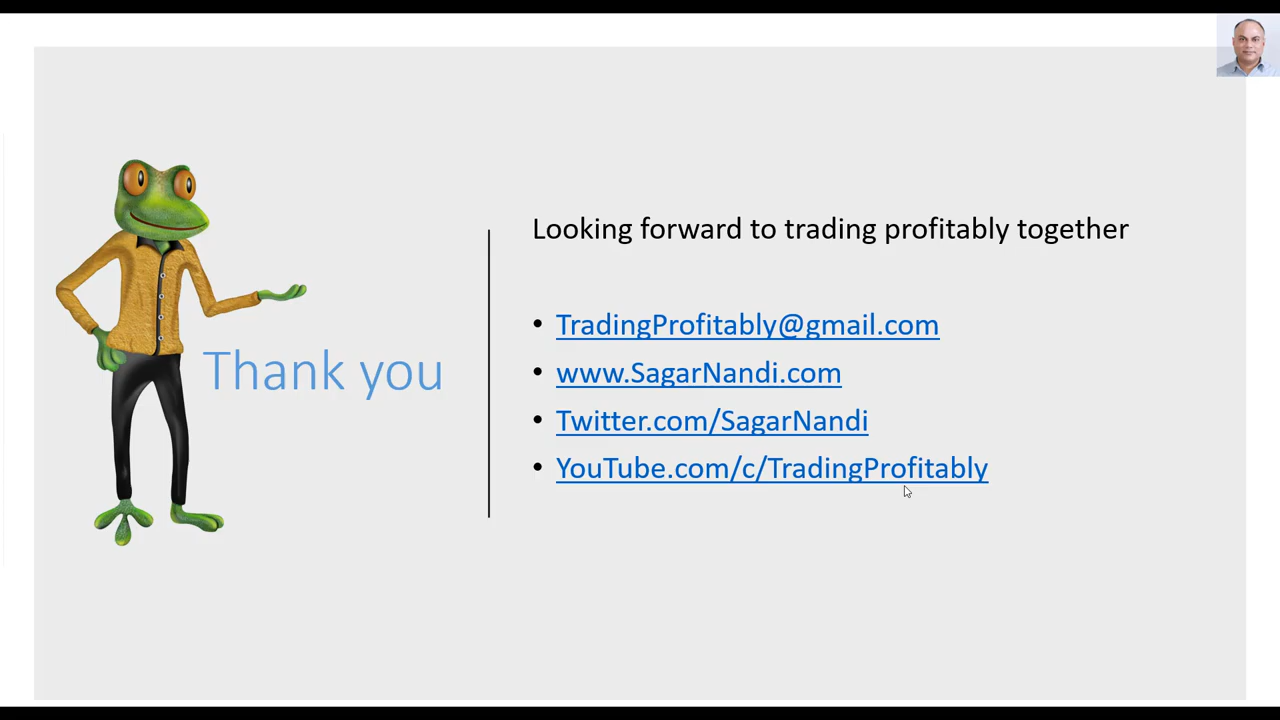 Thank you
Looking forward to trading profitably together
• TradingProfitably@gmail.com
• www.SagarNandi.com
• Twitter.com/SagarNandi
• YouTube.com/c/TradingProfitably